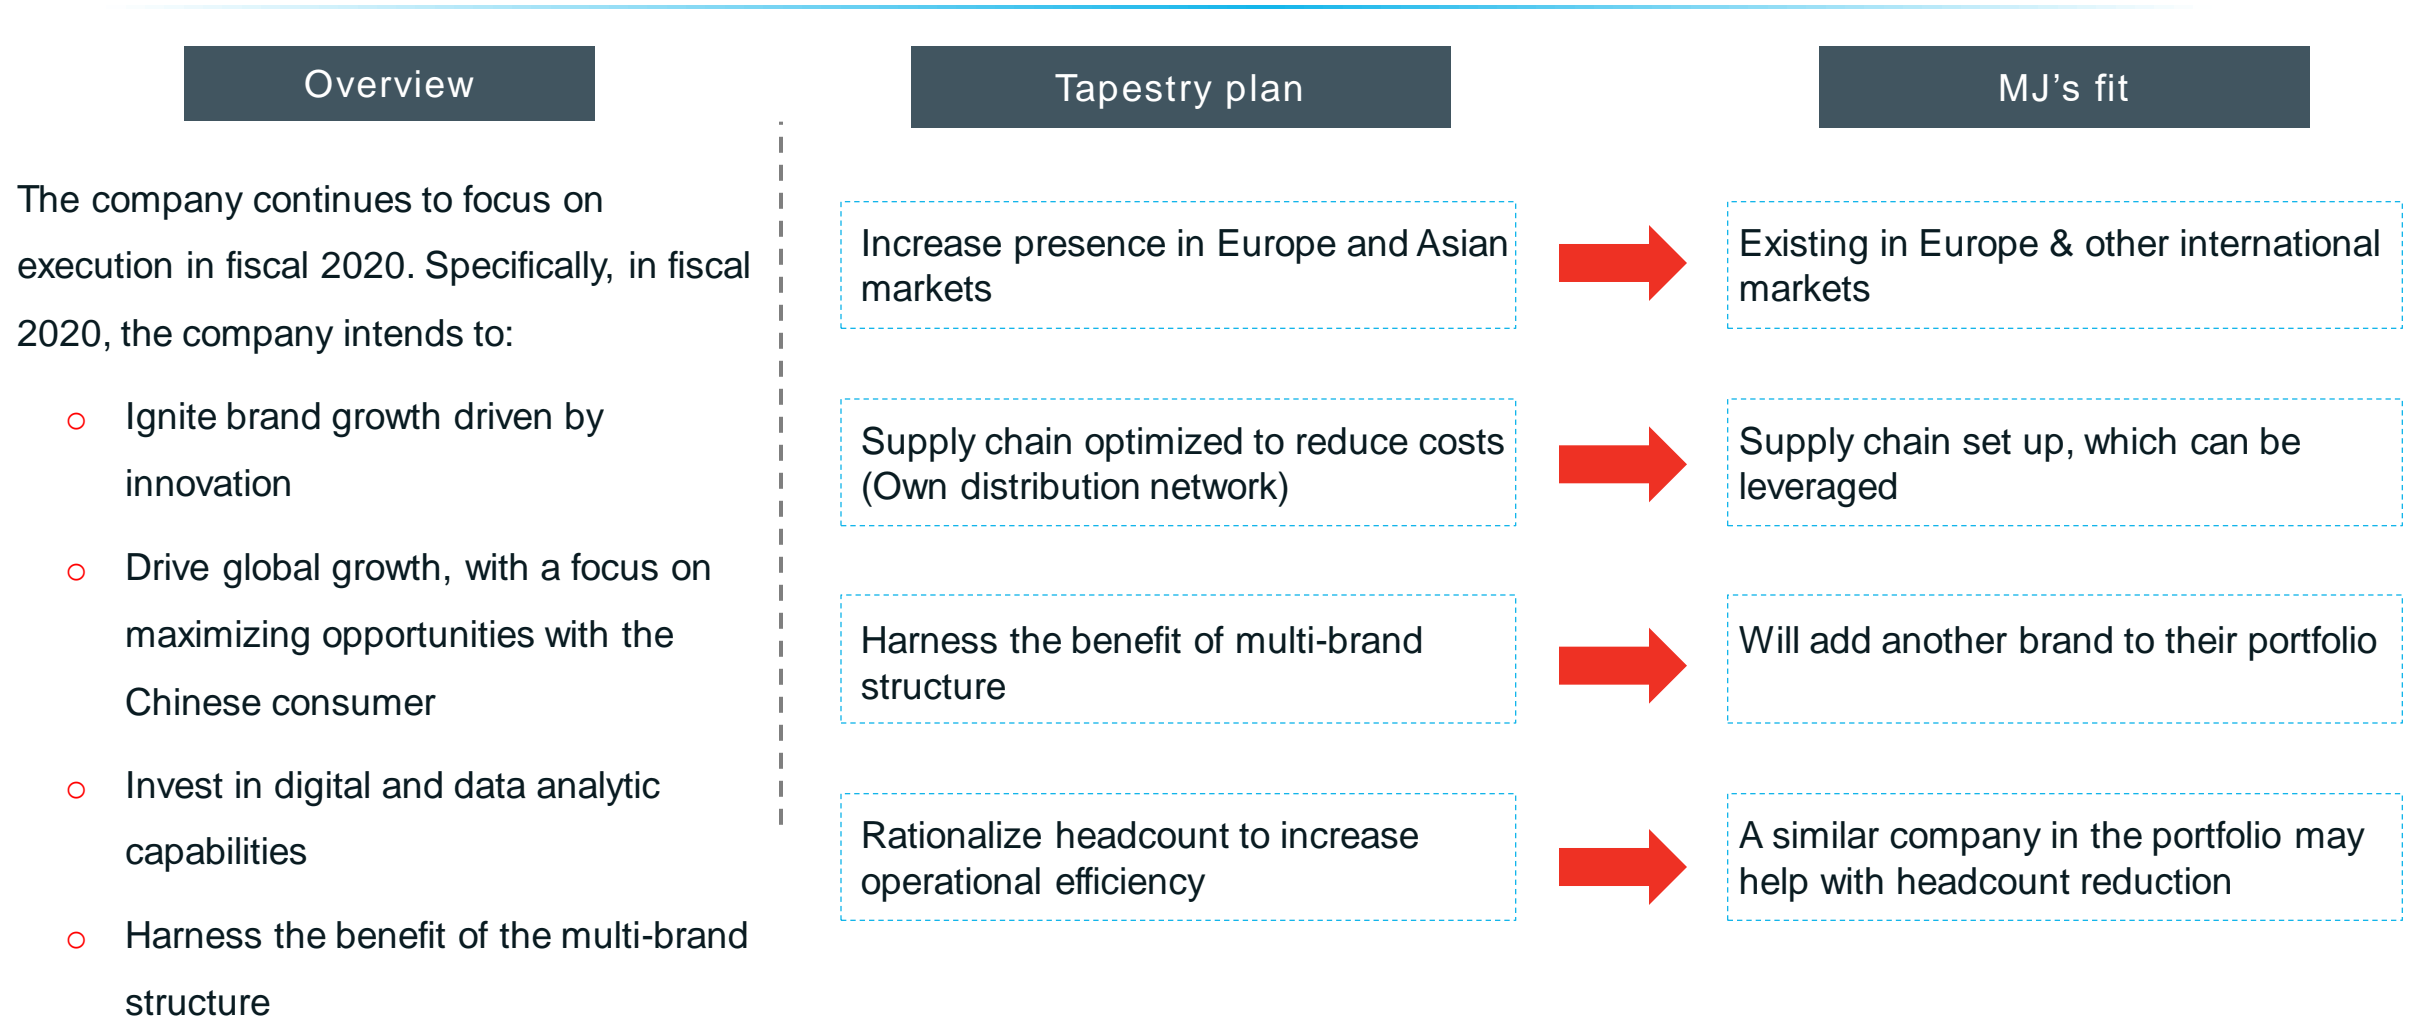 Overview
The company continues to focus on
execution in fiscal 2020. Specifically, in fiscal
2020, the company intends to:
Ignite brand growth driven by
innovation
Drive global growth, with a focus on
maximizing opportunities with the
Chinese consumer
Invest in digital and data analytic
capabilities
Harness the benefit of the multi-brand
structure
Tapestry plan
Increase presence in Europe and Asian
markets
Supply chain optimized to reduce costs
(Own distribution network)
Harness the benefit of multi-brand
structure
Rationalize headcount to increase
operational efficiency
MJ’s fit
Existing in Europe & other international
markets
Supply chain set up, which can be
leveraged
Will add another brand to their portfolio
A similar company in the portfolio may
help with headcount reduction